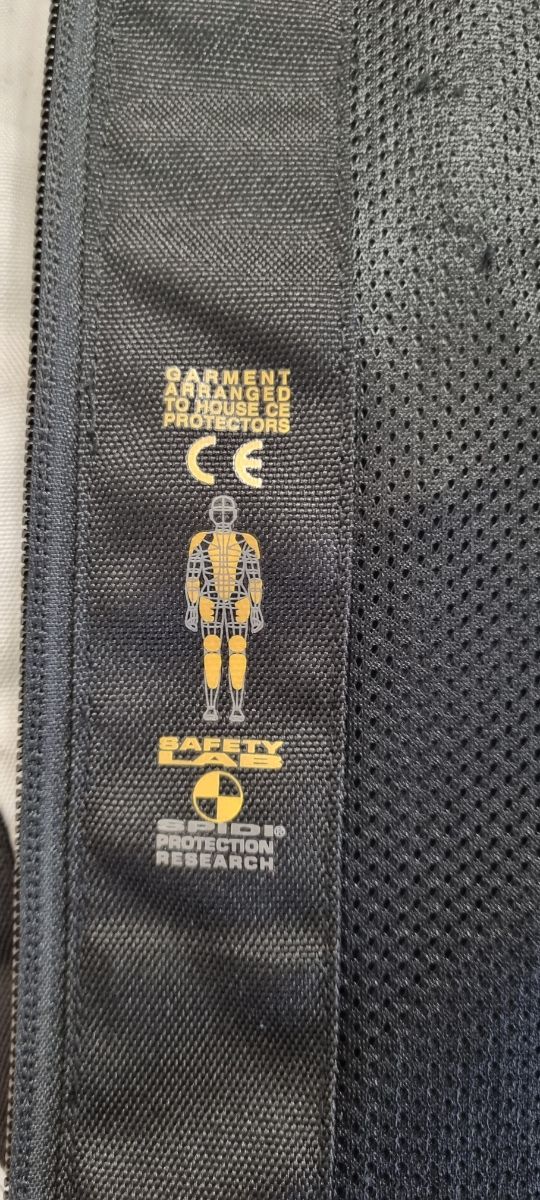 GARMENT
ARRANGED
TO HOUSE CE
PROTECTORS
CE
SAFETY
LAB
SPIDI®
PROTECTION
RESEARCH